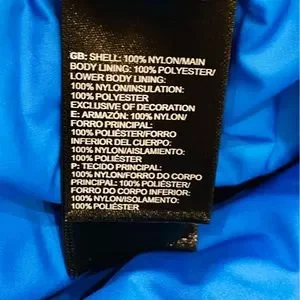 GB: SHELL: 100% NYLON/MAIN
BODY LINING: 100% POLYESTER/
LOWER BODY LINING:
100% NYLON/INSULATION:
100% POLYESTER
EXCLUSIVE OF DECORATION
E: ARMAZÓN: 100% NYLON/
FORRO PRINCIPAL:
100% POLIÉSTER/FORRO
INFERIOR DEL CUERPO:
100% NYLON/AISLAMIENTO:
100% POLIÉSTER
P: TECIDO PRINCIPAL:
100% NYLON/FORRO DO CORPO
PRINCIPAL: 100% POLIÉSTER/
FORRO DO CORPO INFERIOR:
100% NYLON/ISOLAMENTO:
100% POLIÉSTER